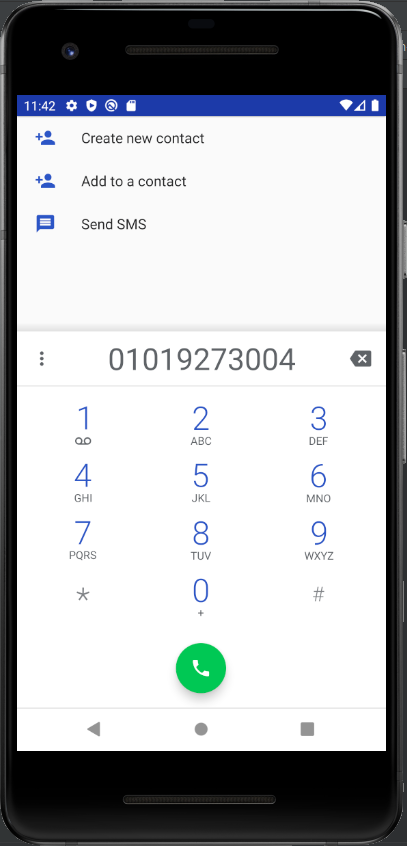 11:42
Create new contact
Add to a contact
Send SMS
01019273004
1 2 3
ABC DEF
4 5 6
GHI JKL MNO
7 8 9
PQRS TUV WXYZ
* 0 #
+